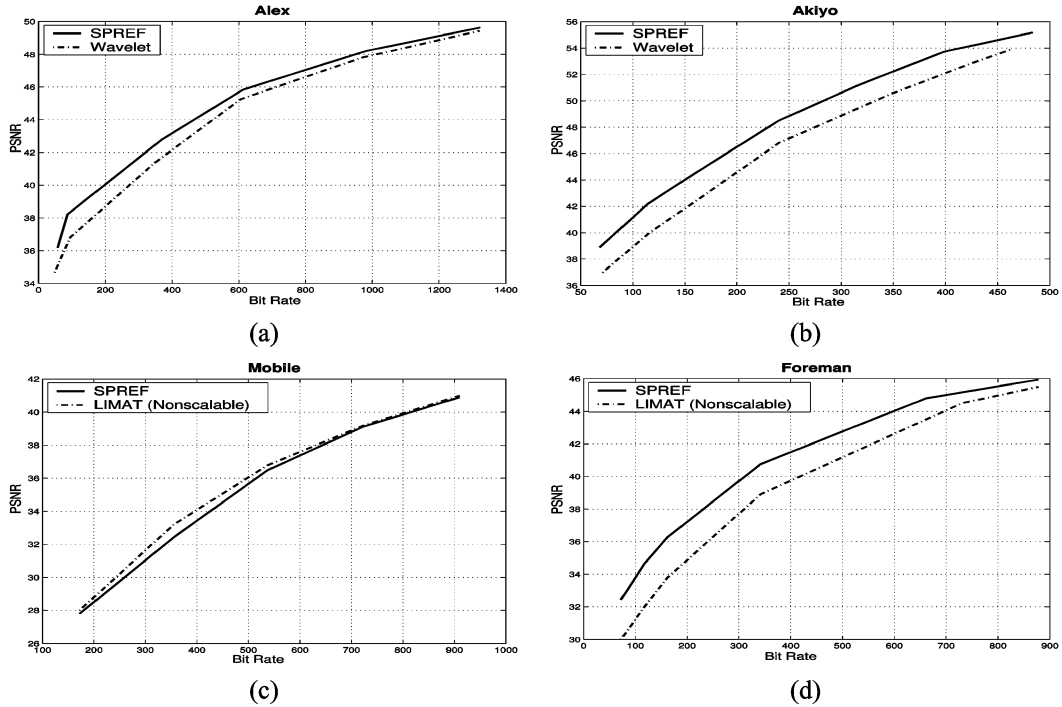 Alex
SPREF
Wavelet
PSNR
50
48
46
44
42
40
38
36
34
0 200 400 600 800 1000 1200 1400
Bit Rate
(a)
Akiyo
SPREF
Wavelet
PSNR
56
54
52
50
48
46
44
42
40
38
36
50 100 150 200 250 300 350 400 450 500
Bit Rate
(b)
Mobile
SPREF
LIMAT (Nonscalable)
PSNR
42
40
38
36
34
32
30
28
26
100 200 300 400 500 600 700 800 900 1000
Bit Rate
(c)
Foreman
SPREF
LIMAT (Nonscalable)
PSNR
46
44
42
40
38
36
34
32
30
0 100 200 300 400 500 600 700 800 900
Bit Rate
(d)